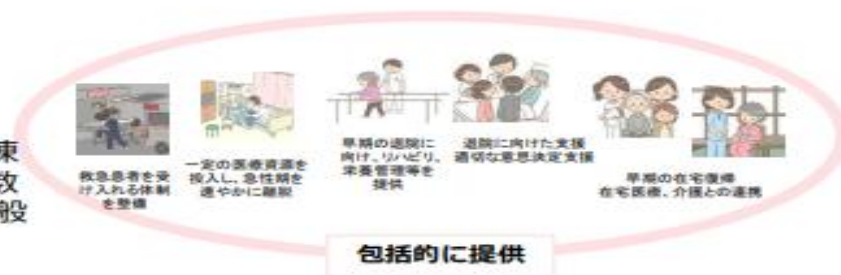 棟
救
般
救急患者を受
け入れる体制
を整備
一定の医療資源を
投入し、急性期を
速やかに離脱
早期の退院に
向け、リハビリ、
栄養管理等を
提供
退院に向けた支援
適切な意思決定支援
早期の在宅復帰
在宅医療、介護との連携
包括的に提供